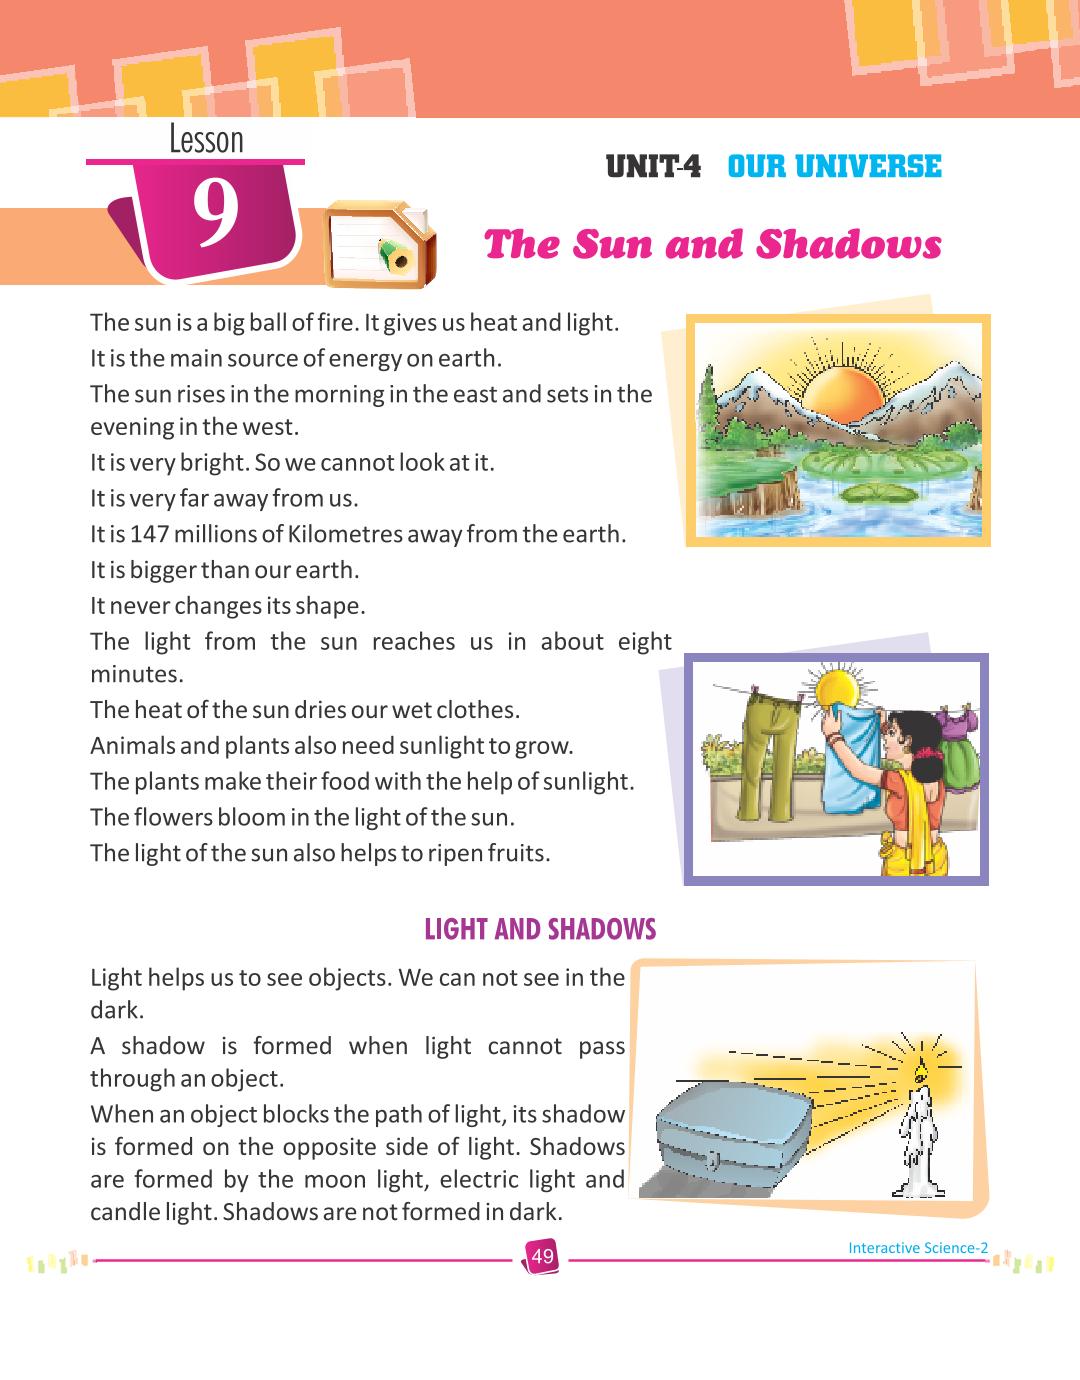 Lesson
9
UNIT-4 OUR UNIVERSE
The Sun and Shadows
The sun is a big ball of fire. It gives us heat and light.
It is the main source of energy on earth.
The sun rises in the morning in the east and sets in the
evening in the west.
It is very bright. So we cannot look at it.
It is very far away from us.
It is 147 millions of Kilometres away from the earth.
It is bigger than our earth.
It never changes its shape.
The light from the sun reaches us in about eight
minutes.
The heat of the sun dries our wet clothes.
Animals and plants also need sunlight to grow.
The plants make their food with the help of sunlight.
The flowers bloom in the light of the sun.
The light of the sun also helps to ripen fruits.
LIGHT AND SHADOWS
Light helps us to see objects. We can not see in the
dark.
A shadow is formed when light cannot pass
through an object.
When an object blocks the path of light, its shadow
is formed on the opposite side of light. Shadows
are formed by the moon light, electric light and
candle light. Shadows are not formed in dark.
49
Interactive Science-2